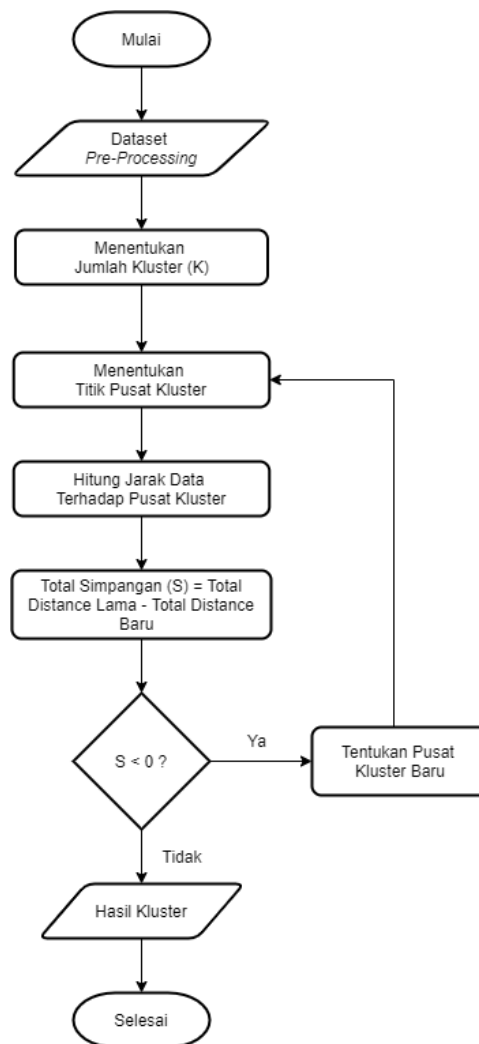 Mulai
Dataset
Pre-Processing
Menentukan
Jumlah Kluster (K)
Menentukan
Titik Pusat Kluster
Hitung Jarak Data
Terhadap Pusat Kluster
Total Simpangan (S) = Total
Distance Lama - Total Distance
Baru
S < 0 ?
Ya
Tentukan Pusat
Kluster Baru
Tidak
Hasil Kluster
Selesai